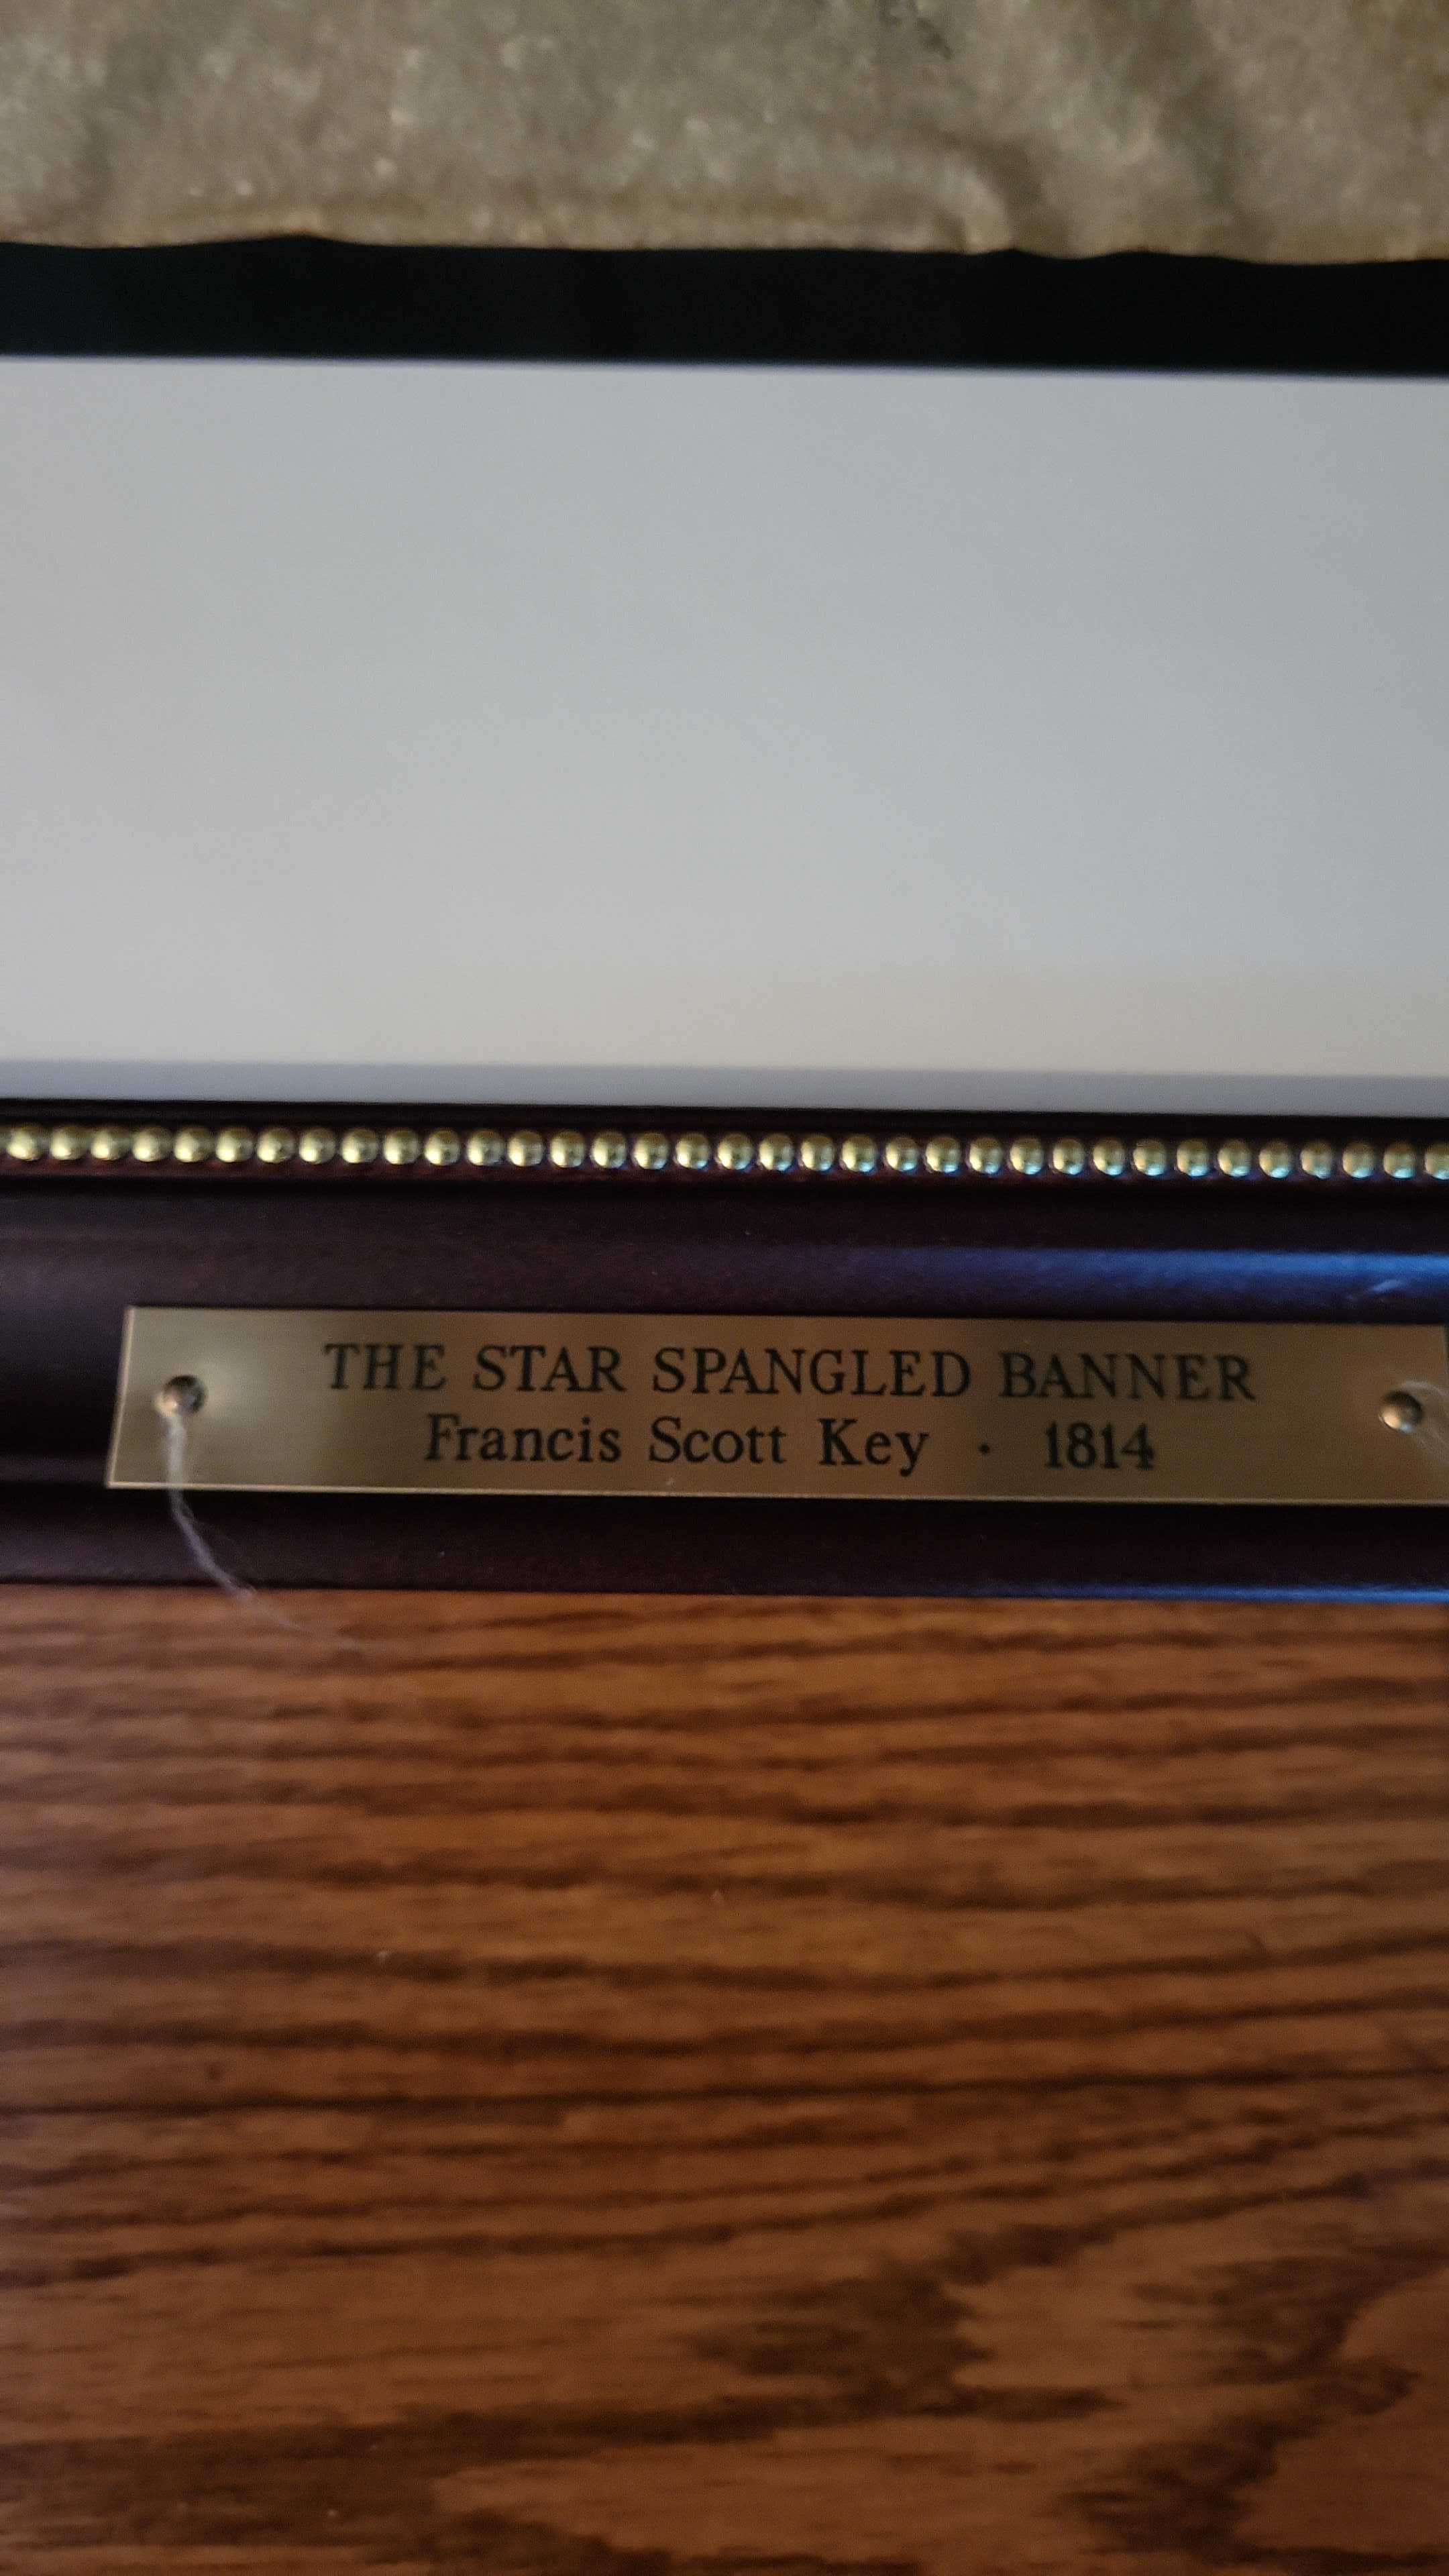 THE STAR SPANGLED BANNER
Francis Scott Key · 1814